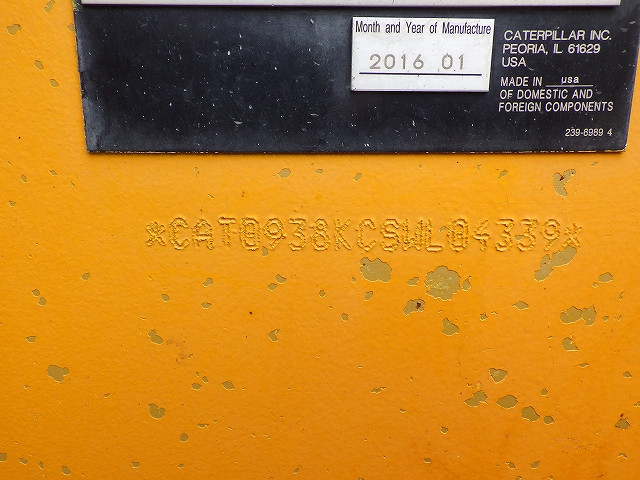 Month and Year of Manufacture
2016 01
CATERPILLAR INC.
PEORIA, IL 61629
USA
MADE IN usa
OF DOMESTIC AND
FOREIGN COMPONENTS
239-6989 4
*CAT0938KCSWL04339*